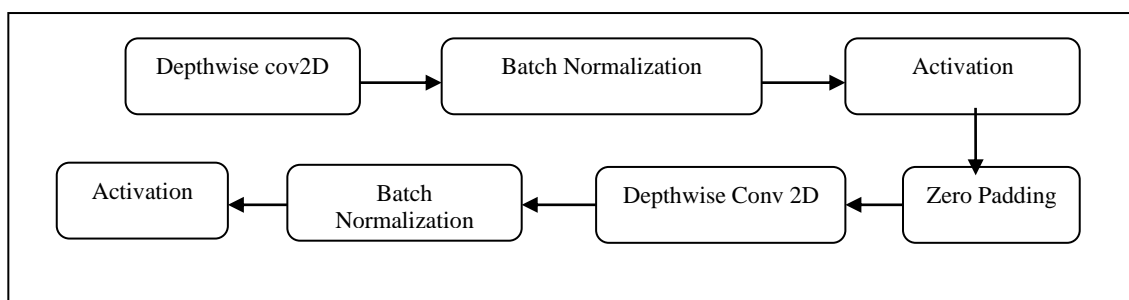 Depthwise cov2D
Batch Normalization
Activation
Zero Padding
Depthwise Conv 2D
Batch
Normalization
Activation